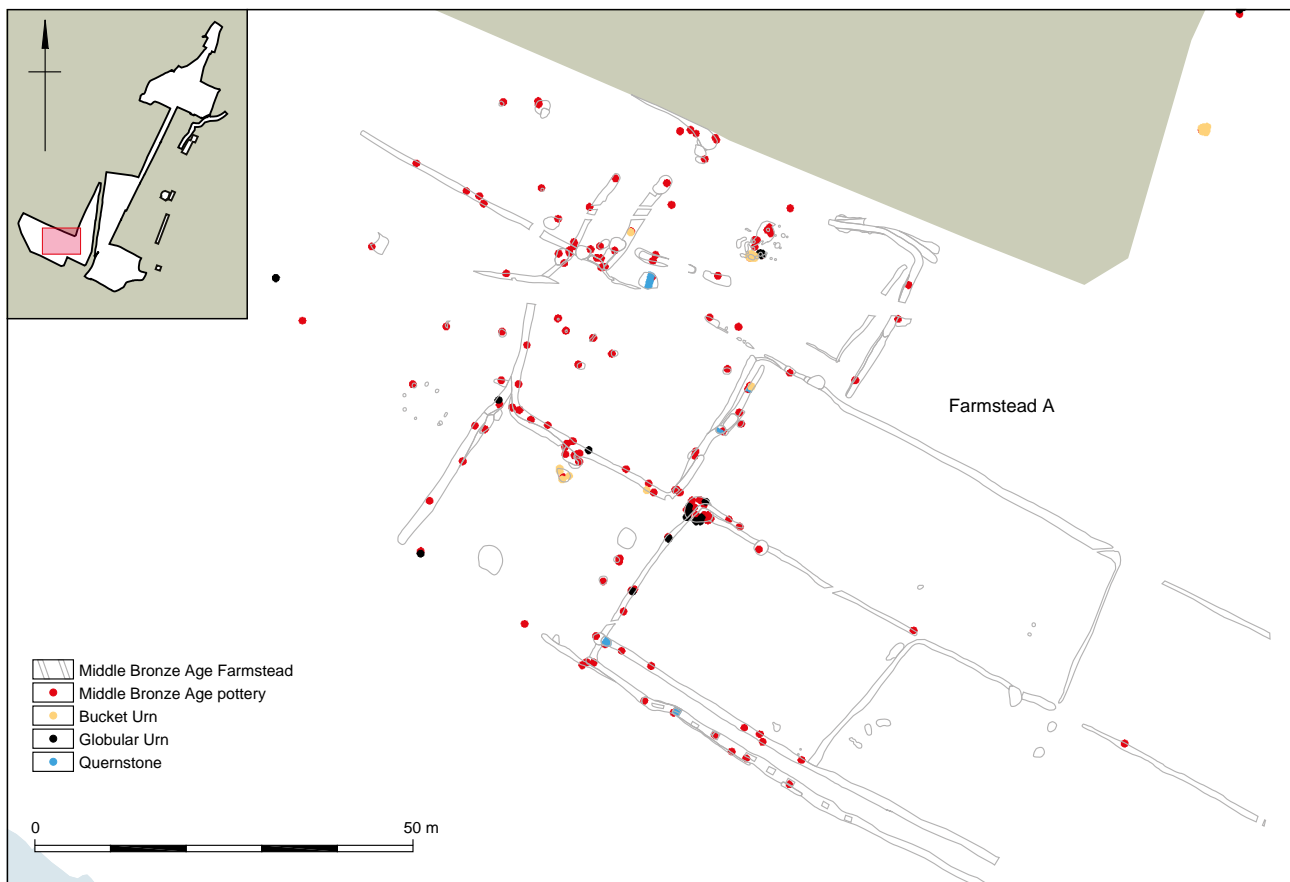 Farmstead A
Middle Bronze Age Farmstead
Middle Bronze Age pottery
Bucket Urn
Globular Urn
Quernstone
0 50 m